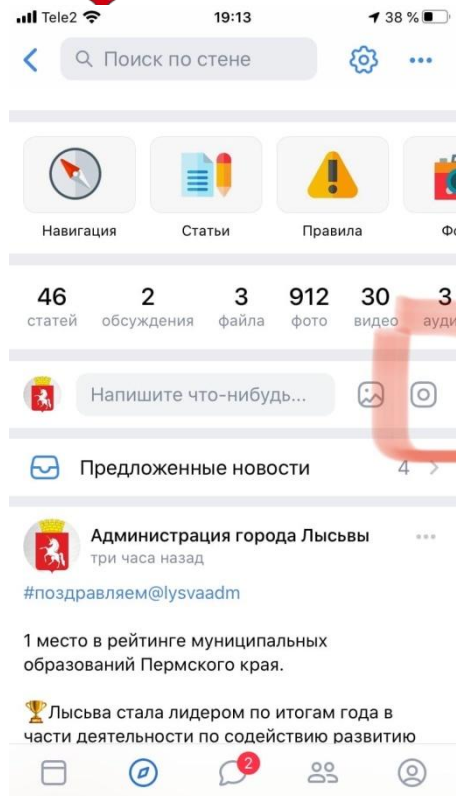 Tele2 19:13 38 %
Поиск по стене
Навигация Статьи Правила Фо
46 2 3 912 30 3
статей обсуждения файла фото видео ауди
Напишите что-нибудь...
Предложенные новости 4
Администрация города Лысьвы
три часа назад
#поздравляем@lysvaadm
1 место в рейтинге муниципальных
образований Пермского края.
🏆Лысьва стала лидером по итогам года в
части деятельности по содействию развитию
2